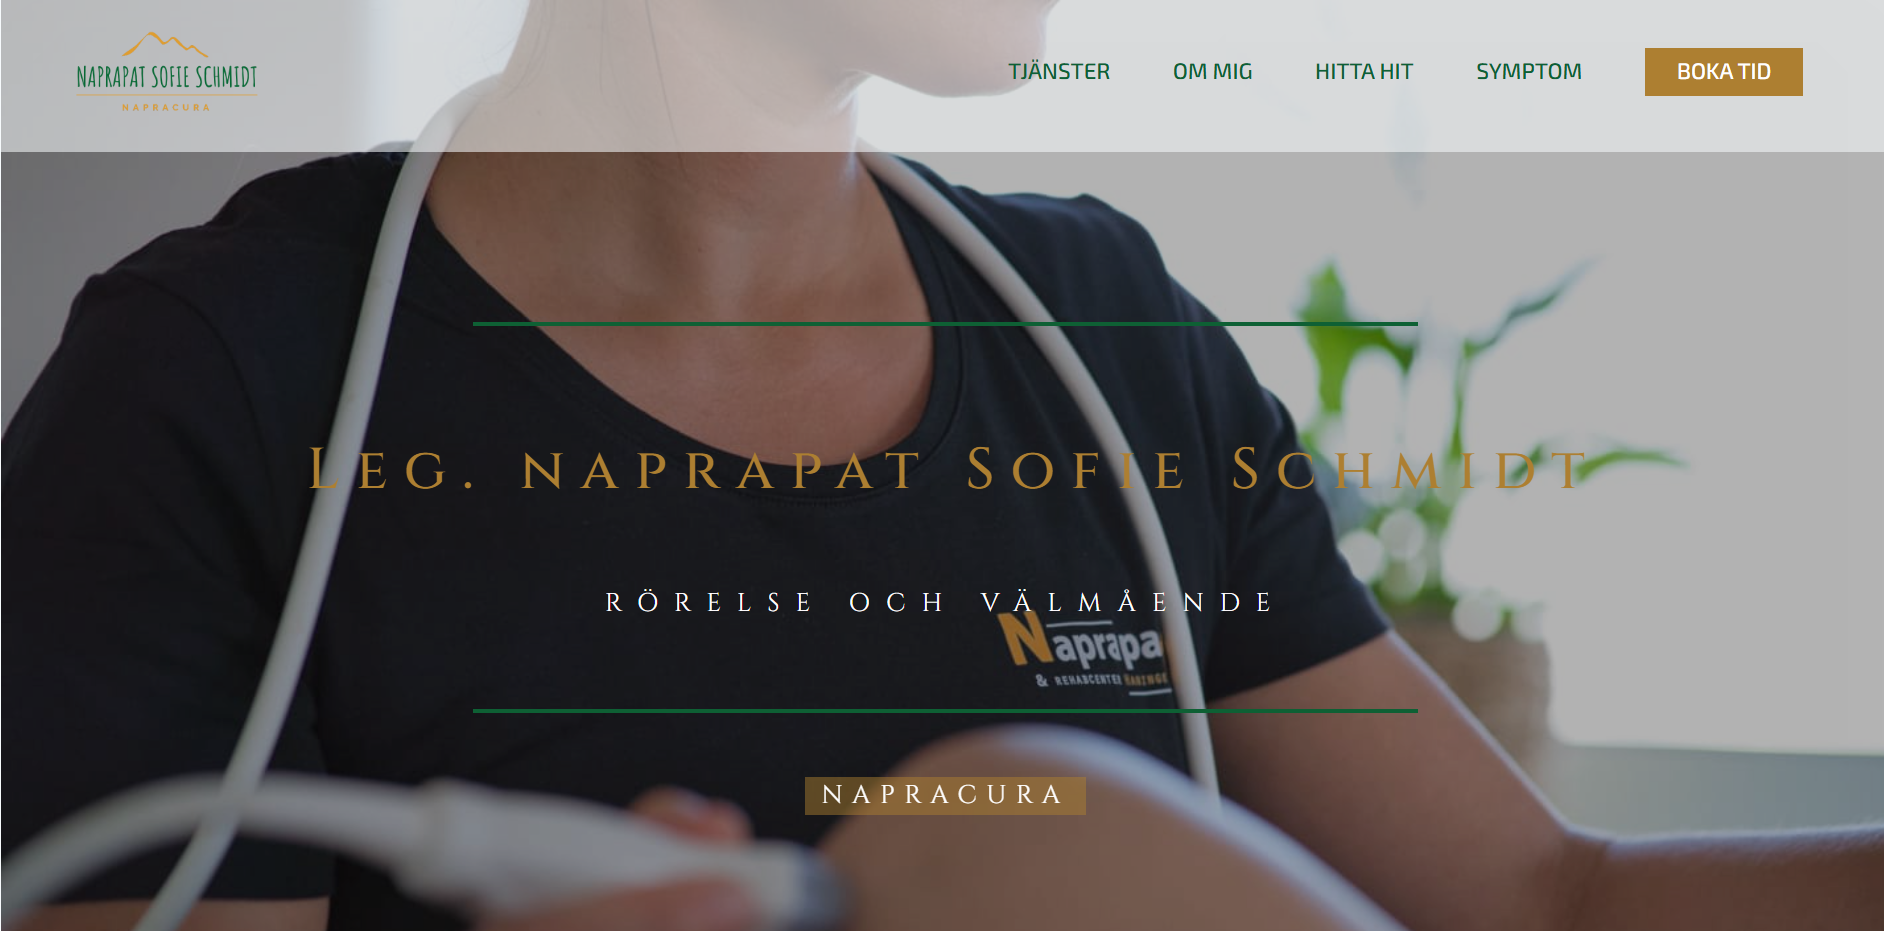 NAPRAPAT SOFIE SCHMIDT
NAPRACURA
TJÄNSTER OM MIG HITTA HIT SYMPTOM BOKA TID
Leg. naprapat Sofie Schmidt
RÖRELSE OCH VÄLMÅENDE
Naprapa
& REHABCENTER HANINGE
NAPRACURA